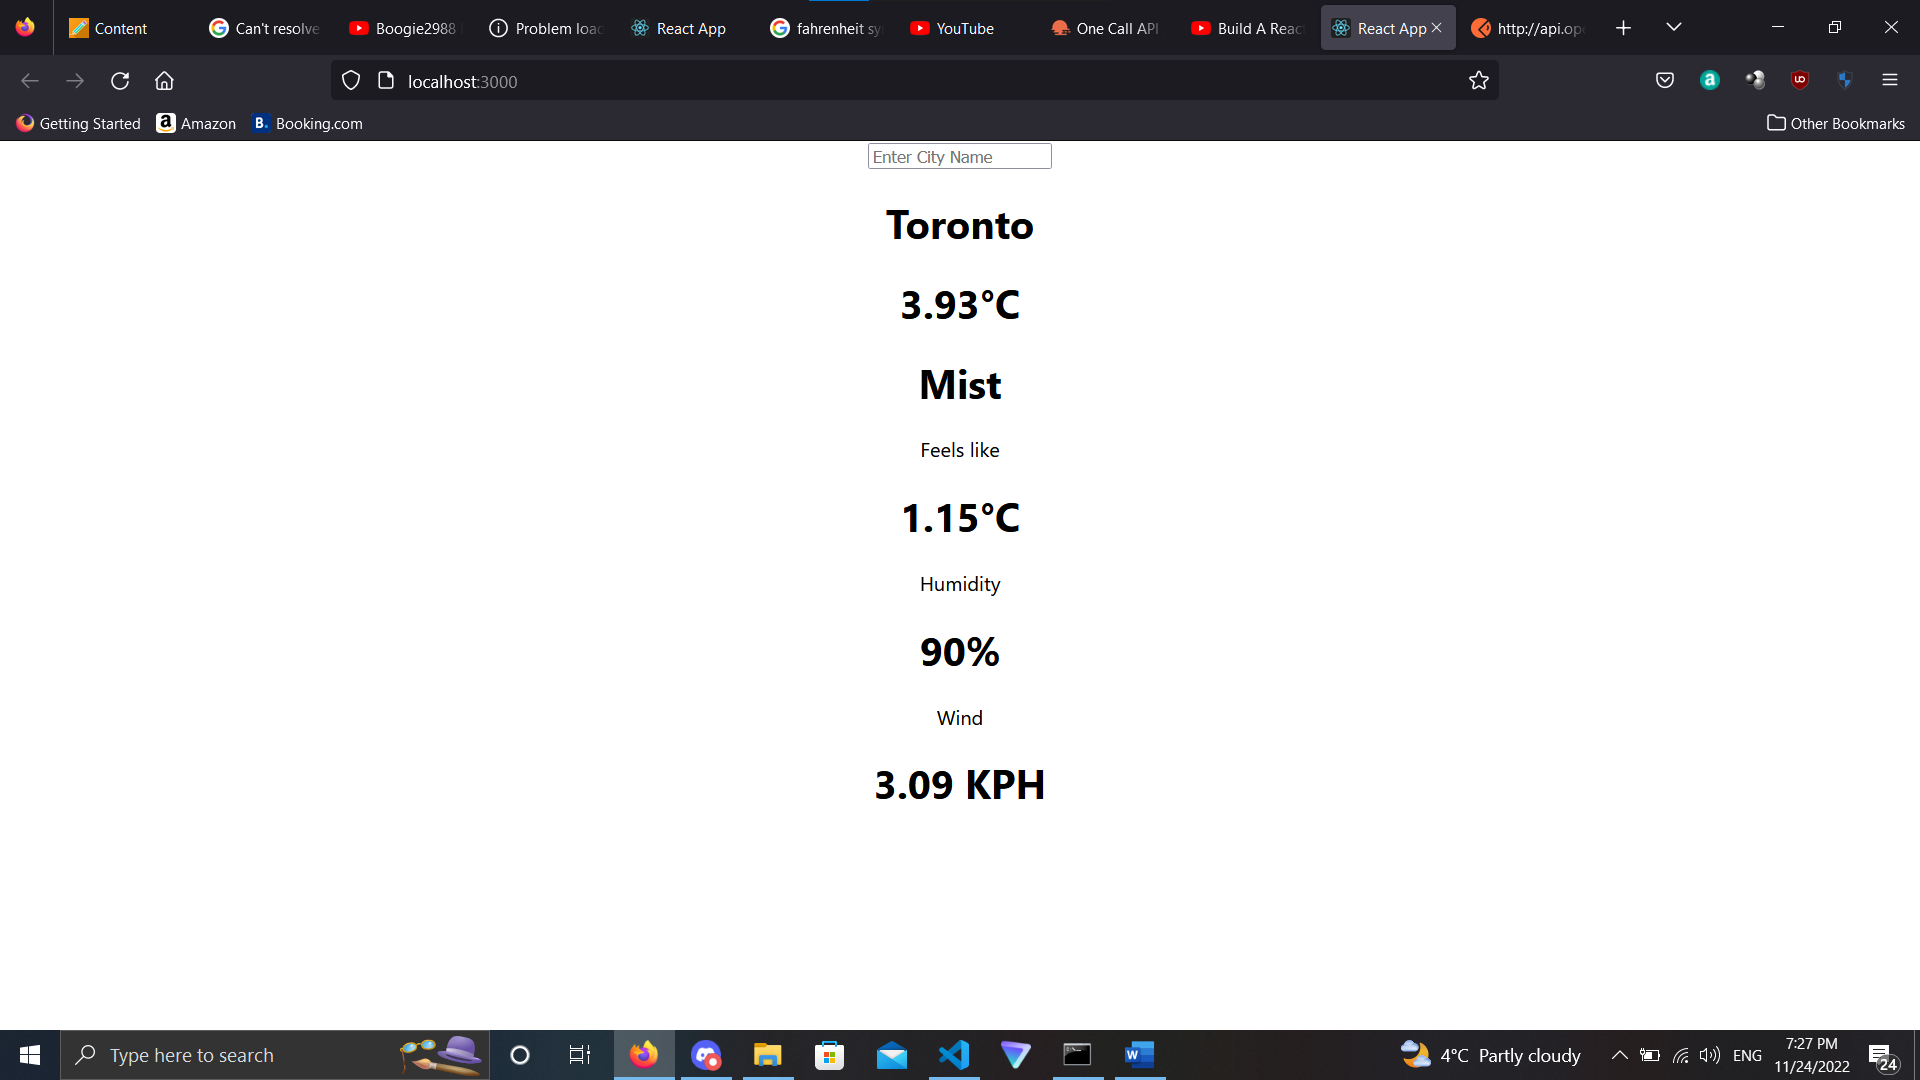 Content
Can't resolve
Boogie2988
Problem load
React App
fahrenheit sy
YouTube
One Call API
Build A React
React App
http://api.ope
localhost:3000
Getting Started
Amazon
Booking.com
Other Bookmarks
Enter City Name
Toronto
3.93°C
Mist
Feels like
1.15°C
Humidity
90%
Wind
3.09 KPH
Type here to search
4°C Partly cloudy
ENG
7:27 PM
11/24/2022
24